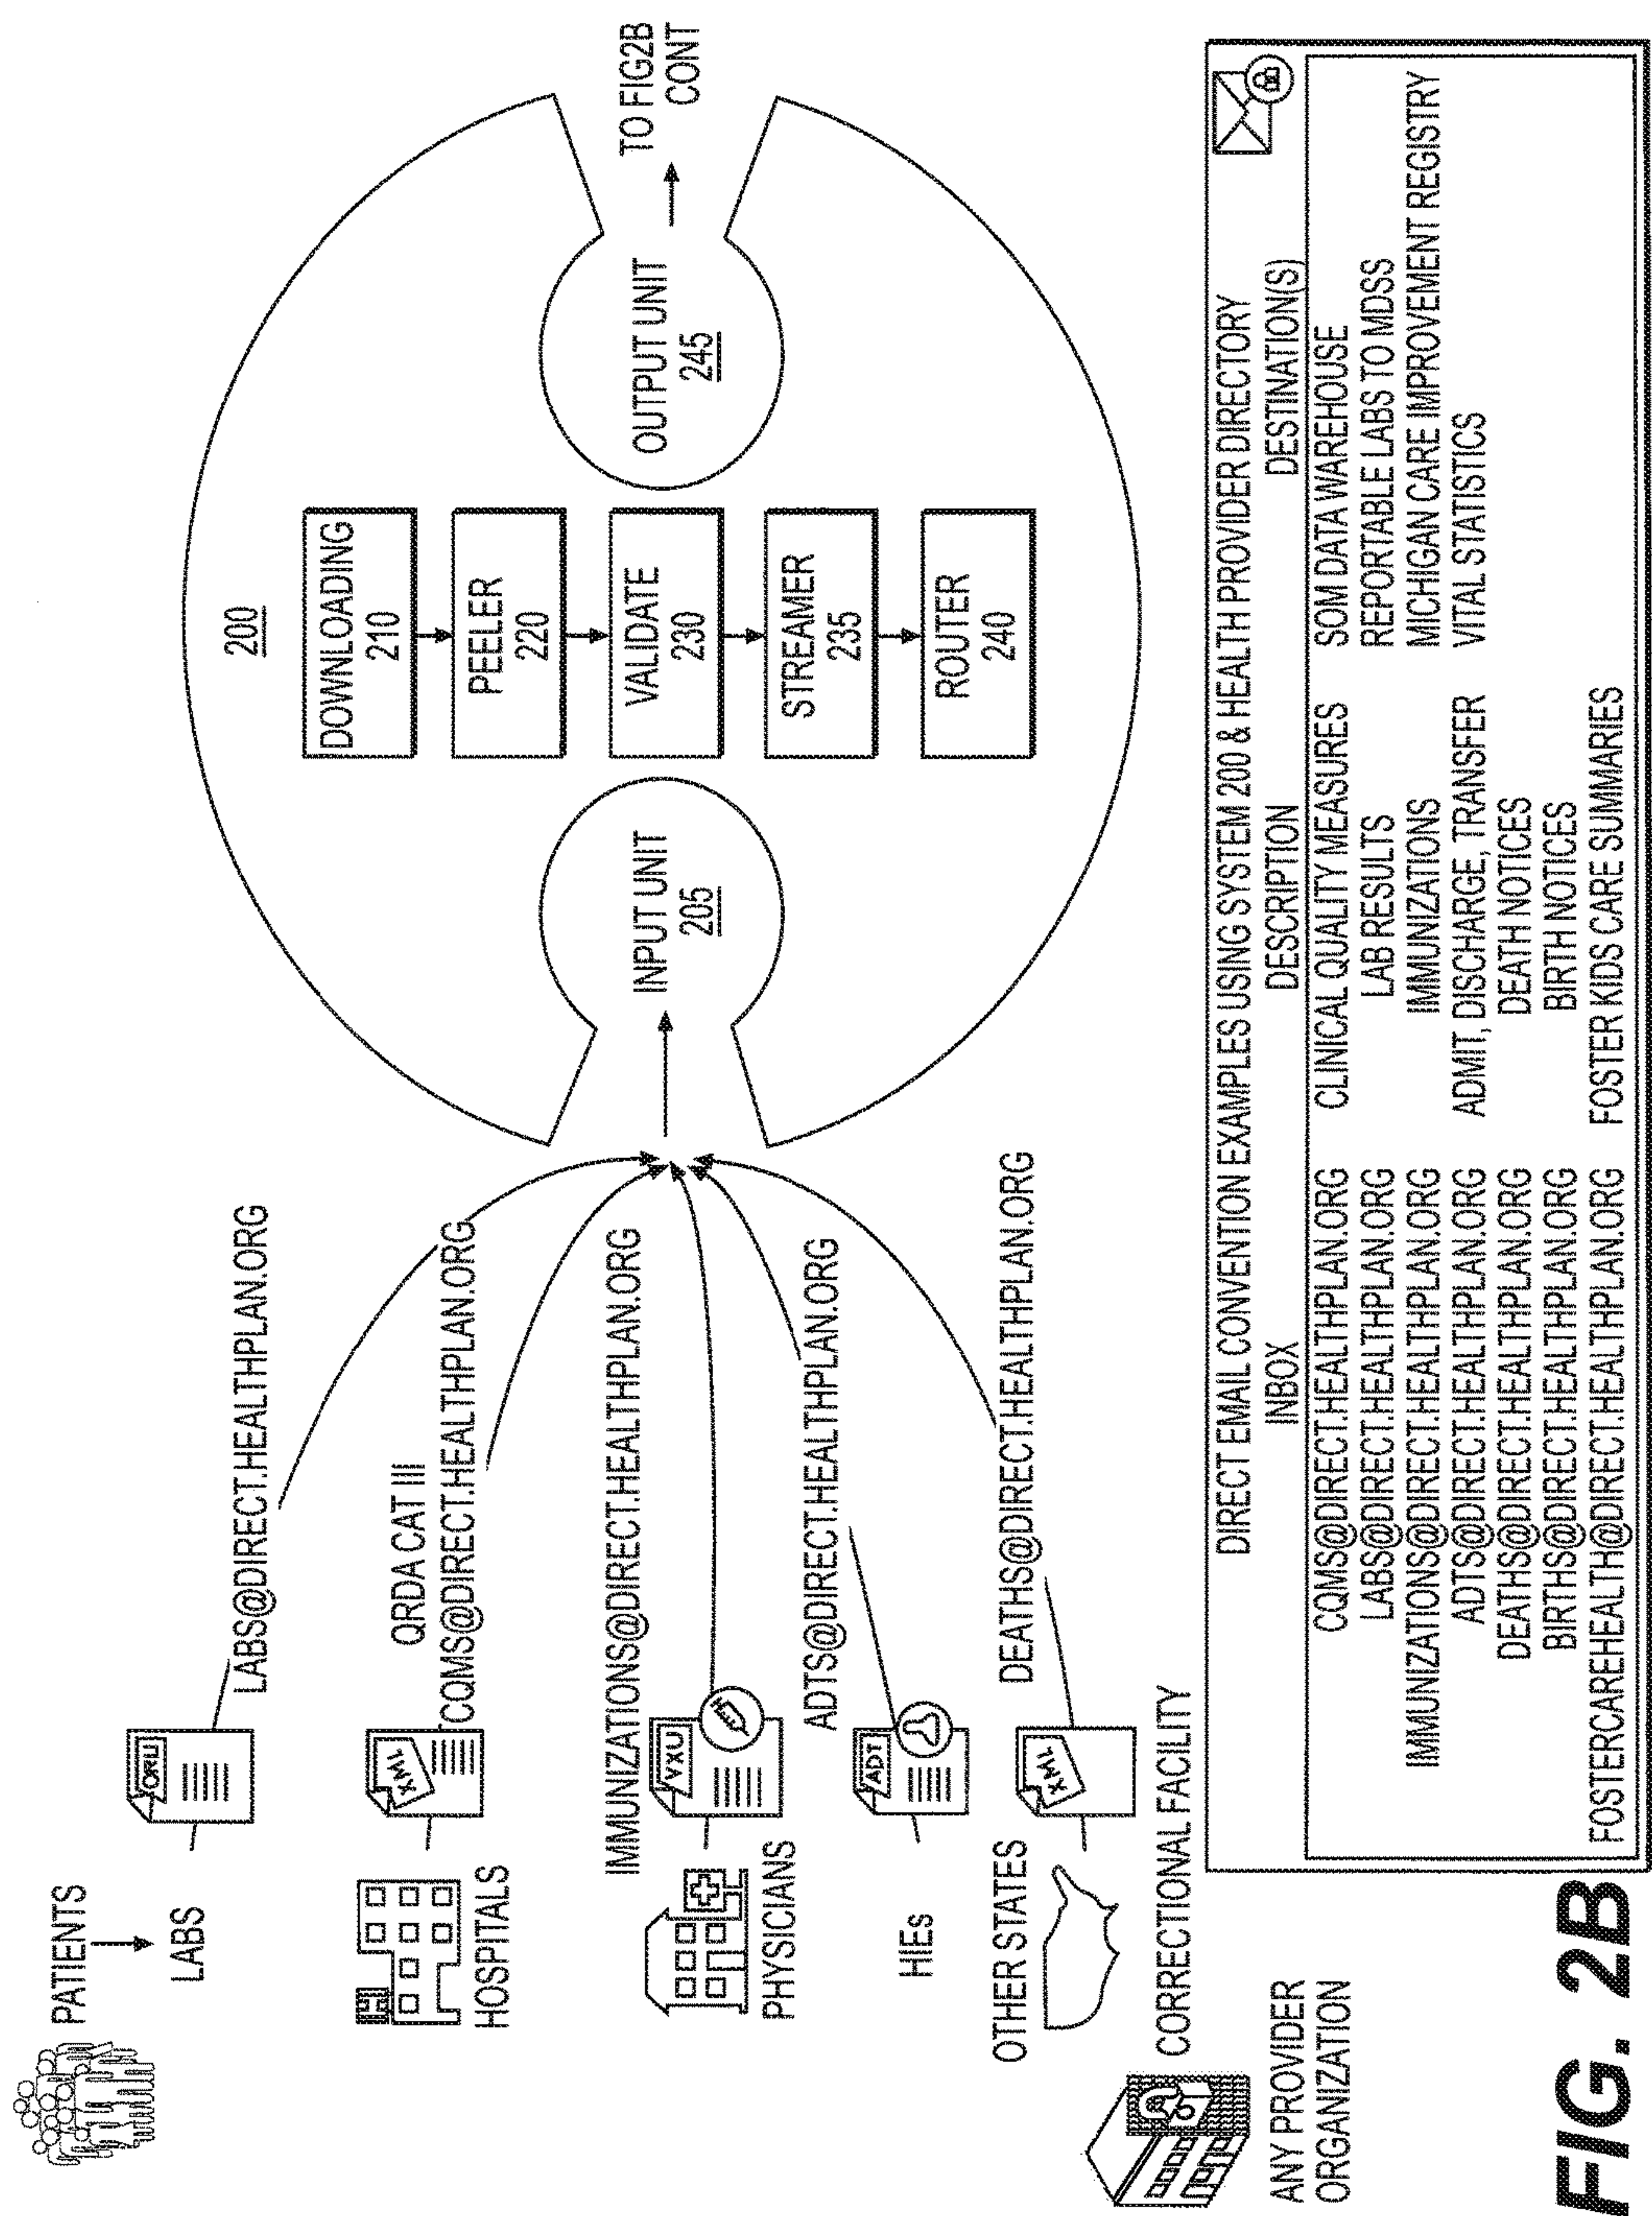 PATIENTS
LABS
ORU
LABS@DIRECT.HEALTHPLAN.ORG
H
HOSPITALS
XML
QRDA CAT III
CQMS@DIRECT.HEALTHPLAN.ORG
PHYSICIANS
VXU
IMMUNIZATIONS@DIRECT.HEALTHPLAN.ORG
HIEs
ADT
ADTS@DIRECT.HEALTHPLAN.ORG
OTHER STATES
XML
DEATHS@DIRECT.HEALTHPLAN.ORG
CORRECTIONAL FACILITY
ANY PROVIDER
ORGANIZATION
200
INPUT UNIT
205
DOWNLOADING
210
PEELER
220
VALIDATE
230
STREAMER
235
ROUTER
240
OUTPUT UNIT
245
TO FIG2B
CONT
DIRECT EMAIL CONVENTION EXAMPLES USING SYSTEM 200 & HEALTH PROVIDER DIRECTORY
INBOX DESCRIPTION DESTINATION(S)
CQMS@DIRECT.HEALTHPLAN.ORG CLINICAL QUALITY MEASURES SOM DATA WAREHOUSE
LABS@DIRECT.HEALTHPLAN.ORG LAB RESULTS REPORTABLE LABS TO MDSS
IMMUNIZATIONS@DIRECT.HEALTHPLAN.ORG IMMUNIZATIONS MICHIGAN CARE IMPROVEMENT REGISTRY
ADTS@DIRECT.HEALTHPLAN.ORG ADMIT, DISCHARGE, TRANSFER VITAL STATISTICS
DEATHS@DIRECT.HEALTHPLAN.ORG DEATH NOTICES
BIRTHS@DIRECT.HEALTHPLAN.ORG BIRTH NOTICES
FOSTERCAREHEALTH@DIRECT.HEALTHPLAN.ORG FOSTER KIDS CARE SUMMARIES
FIG. 2B